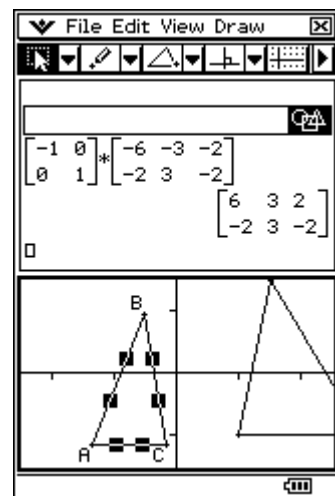 File Edit View Draw
[-1 0] * [-6 -3 -2]
[0 1] [-2 3 -2]
[6 3 2]
[-2 3 -2]
B
A C